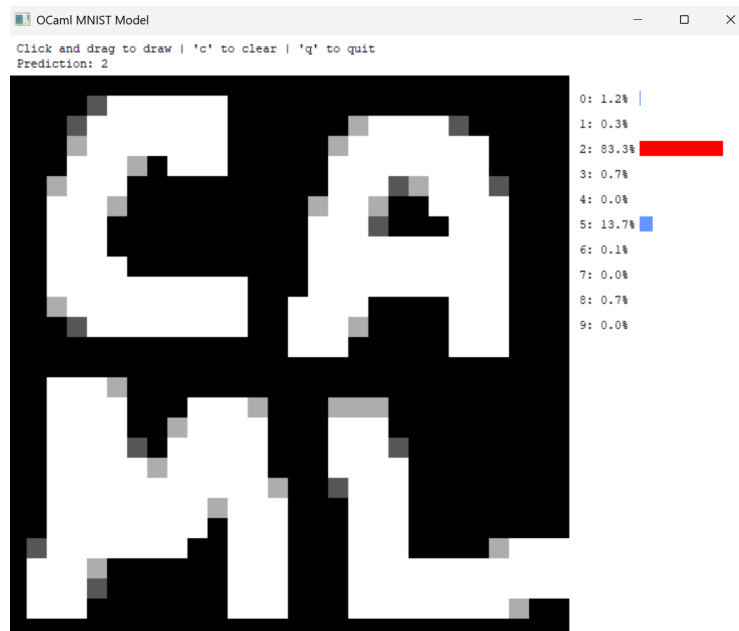 OCaml MNIST Model
Click and drag to draw | 'c' to clear | 'q' to quit
Prediction: 2
0: 1.2%
1: 0.3%
2: 83.3%
3: 0.7%
4: 0.0%
5: 13.7%
6: 0.1%
7: 0.0%
8: 0.7%
9: 0.0%
CA
ML